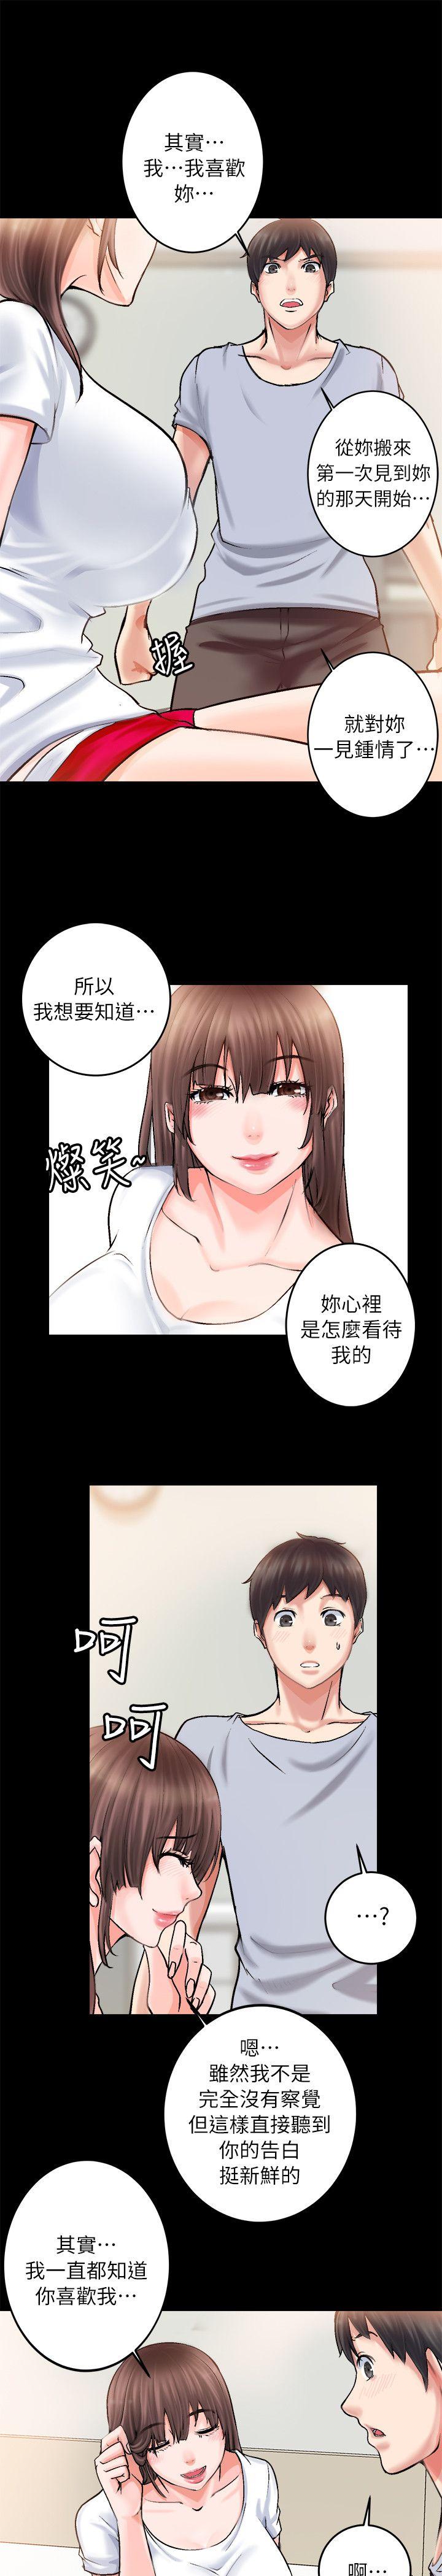 其實⋯
我⋯我喜歡
妳⋯
從妳搬來
第一次見到妳
的那天開始⋯
握
就對妳
一見鍾情了⋯
所以
我想要知道⋯
燦笑~
妳心裡
是怎麼看待
我的
呵
呵
⋯?
嗯⋯
雖然我不是
完全沒有察覺
但這樣直接聽到
你的告白
挺新鮮的
其實⋯
我一直都知道
你喜歡我⋯
啊⋯